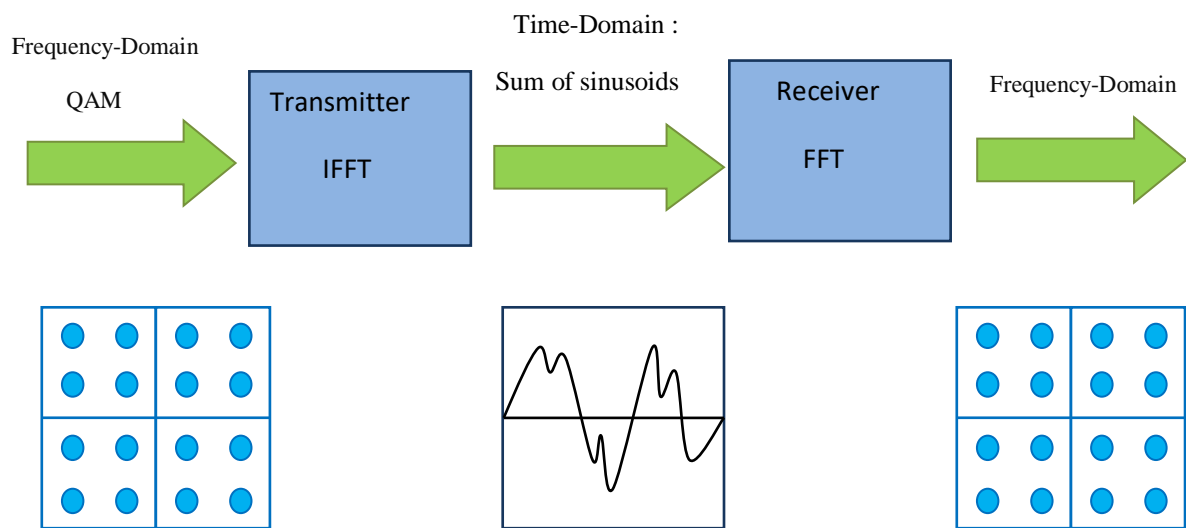 Frequency-Domain
QAM
Transmitter
IFFT
Time-Domain :
Sum of sinusoids
Receiver
FFT
Frequency-Domain